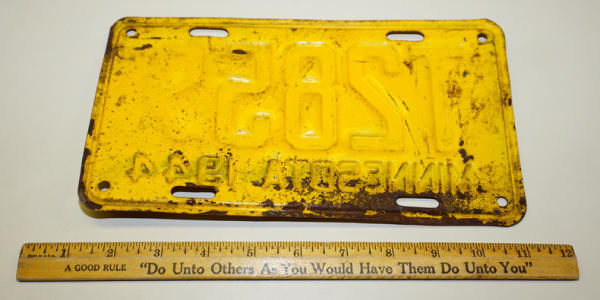 MINNESOTA 1944
1 2 3 4 5 6 7 8 9 10 11 12
A GOOD RULE "Do Unto Others As You Would Have Them Do Unto You"